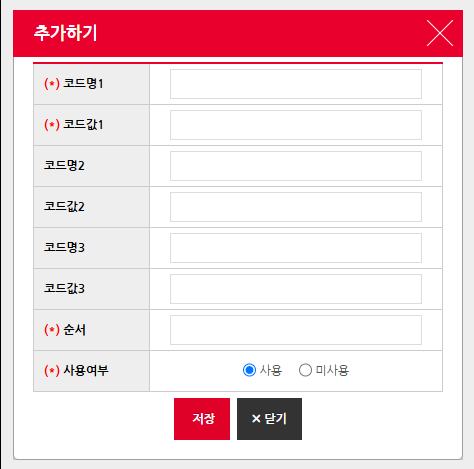 추가하기
(*) 코드명1
(*) 코드값1
코드명2
코드값2
코드명3
코드값3
(*) 순서
(*) 사용여부 사용 미사용
저장 × 닫기